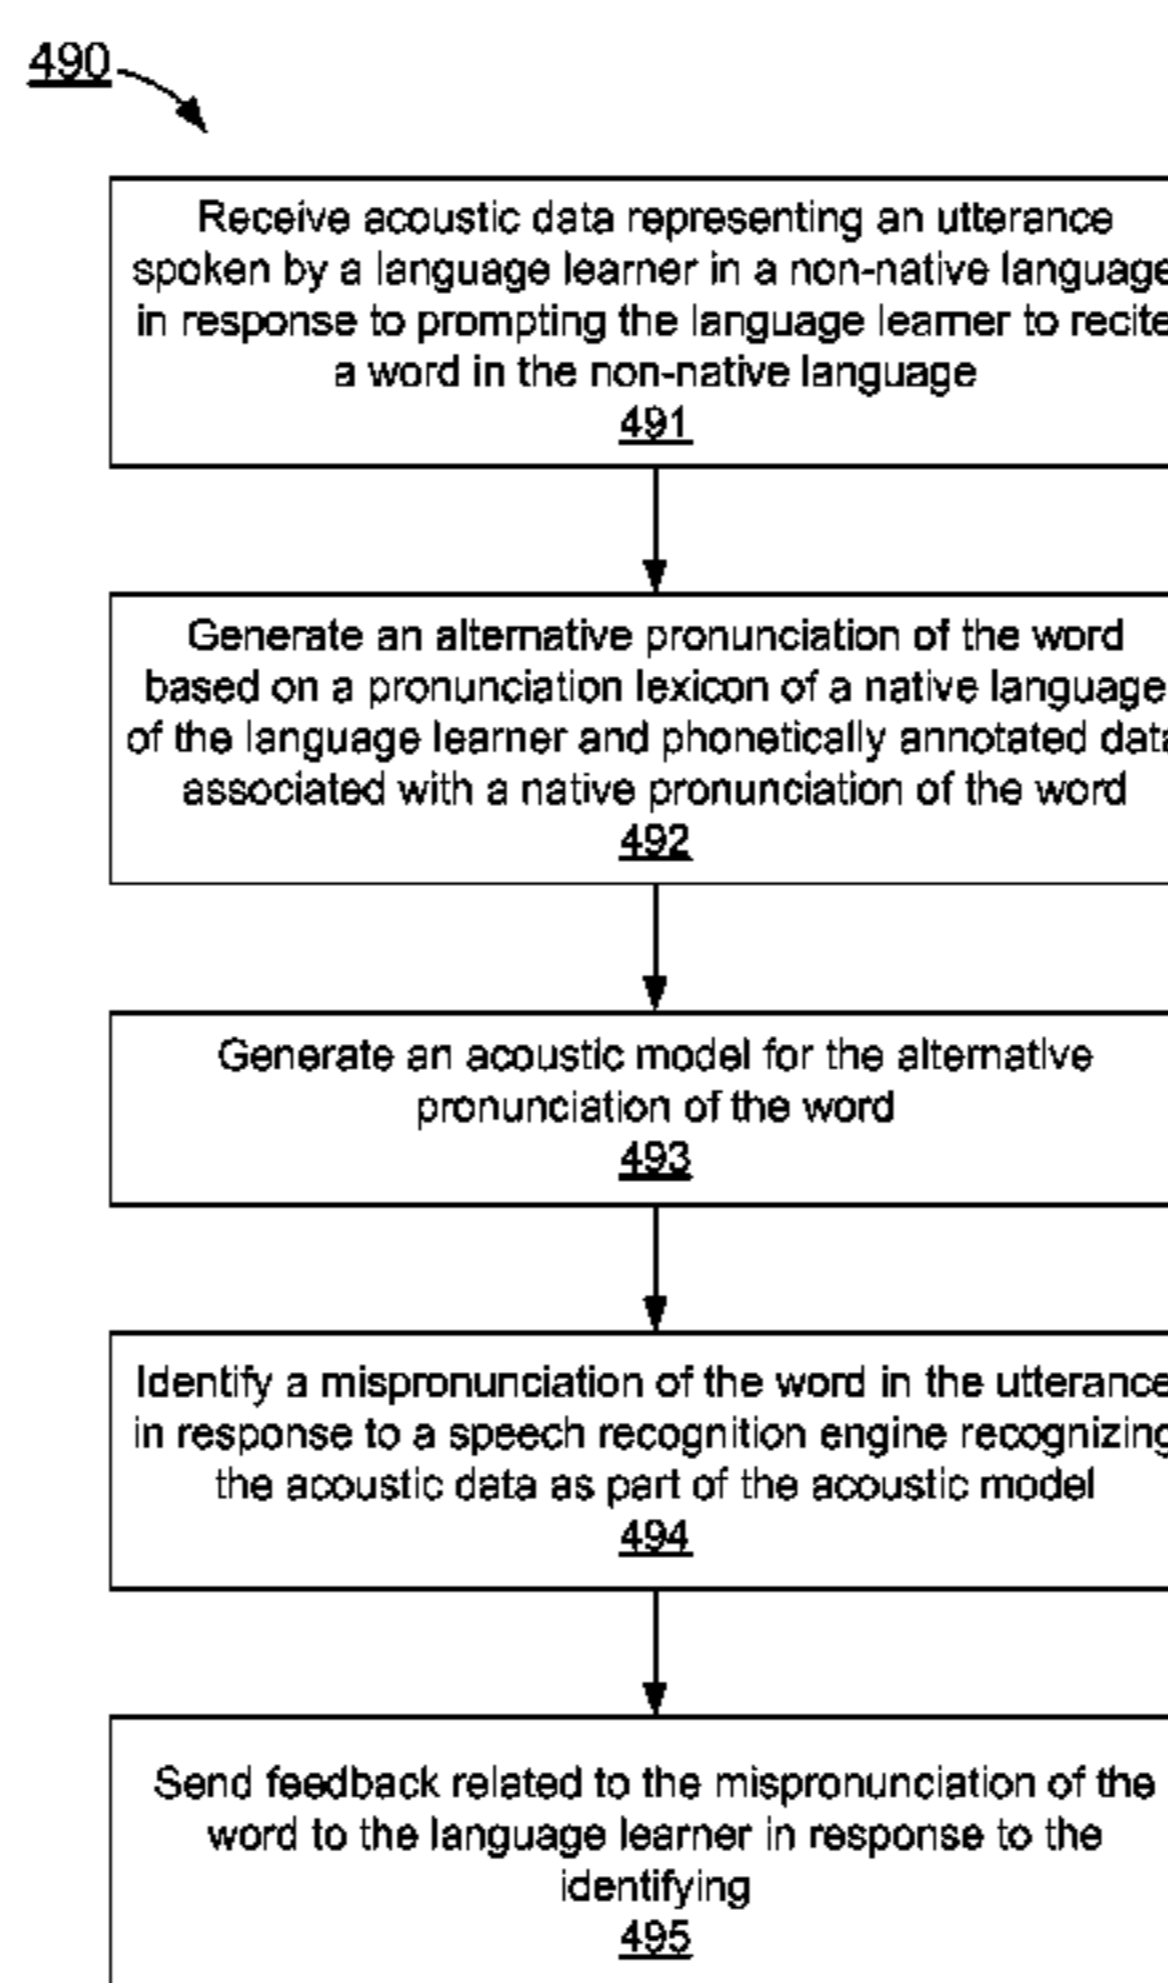 490
Receive acoustic data representing an utterance
spoken by a language learner in a non-native language
in response to prompting the language learner to recite
a word in the non-native language
491
Generate an alternative pronunciation of the word
based on a pronunciation lexicon of a native language
of the language learner and phonetically annotated data
associated with a native pronunciation of the word
492
Generate an acoustic model for the alternative
pronunciation of the word
493
Identify a mispronunciation of the word in the utterance
in response to a speech recognition engine recognizing
the acoustic data as part of the acoustic model
494
Send feedback related to the mispronunciation of the
word to the language learner in response to the
identifying
495